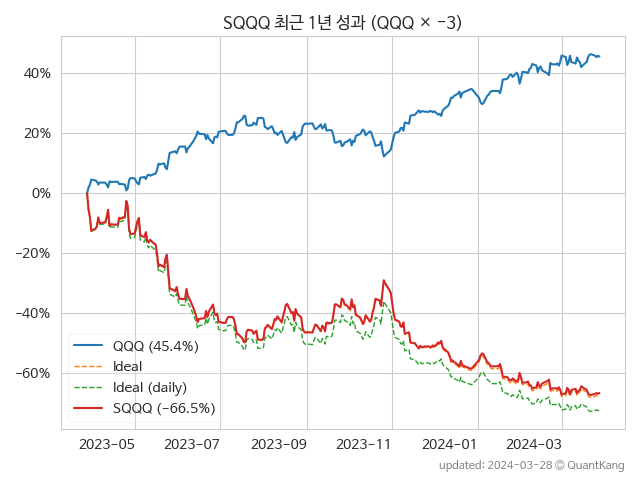 SQQQ 최근 1년 성과 (QQQ × −3)
40%
20%
0%
−20%
−40%
−60%
QQQ (45.4%)
Ideal
Ideal (daily)
SQQQ (−66.5%)
2023-05
2023-07
2023-09
2023-11
2024-01
2024-03
updated: 2024-03-28 ⓒ QuantKang